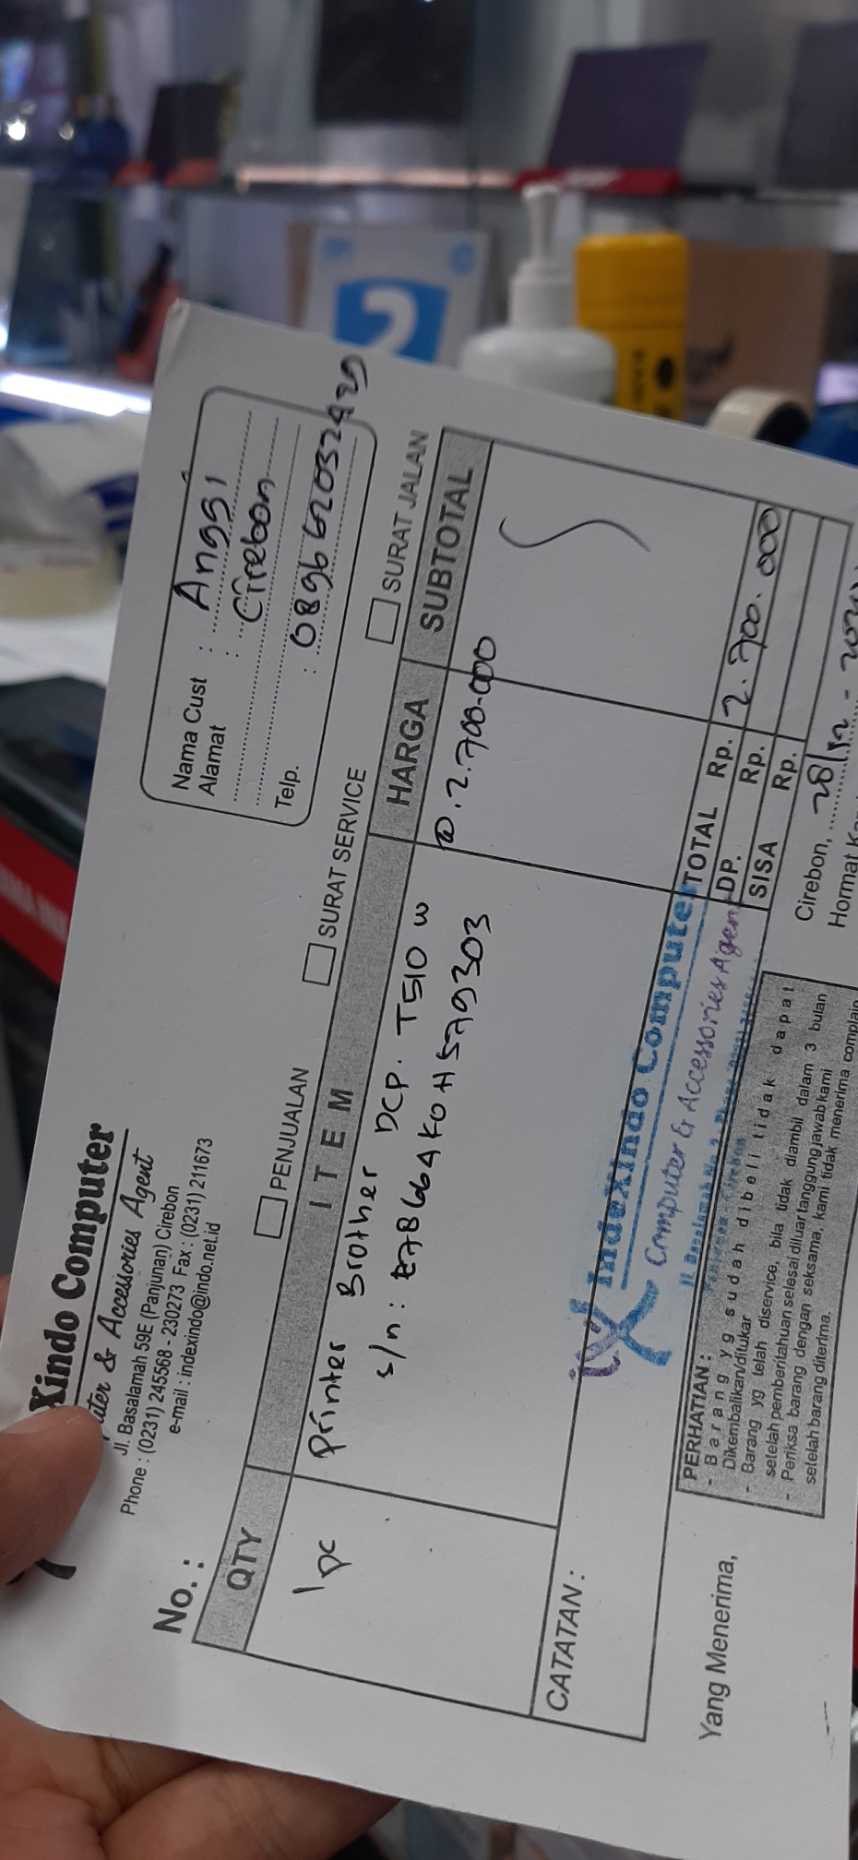 Xindo Computer
uter & Accessories Agent
Jl. Basalamah 59E (Panjunan) Cirebon
Phone : (0231) 245568 - 230273 Fax : (0231) 211673
e-mail : indexindo@indo.net.id
Nama Cust : Anggi
Alamat : Cirebon
Telp. :
No. :
PENJUALAN
SURAT SERVICE
SURAT JALAN
QTY ITEM HARGA SUBTOTAL
1 pc Printer Brother DCP. T510 W @. 2.700.000
s/n :
CATATAN :
TOTAL Rp. 2.700.000
DP. Rp.
SISA Rp.
IndeXindo Computer
Computer & Accessories Agen
PERHATIAN :
- Barang yg sudah dibeli tidak dapat
Dikembalikan/ditukar
- Barang yg telah diservice, bila tidak diambil dalam 3 bulan
setelah pemberitahuan selesai diluar tanggung jawab kami
- Periksa barang dengan seksama, kami tidak menerima complain
setelah barang diterima.
Cirebon, 28/12 -
Yang Menerima,
Hormat